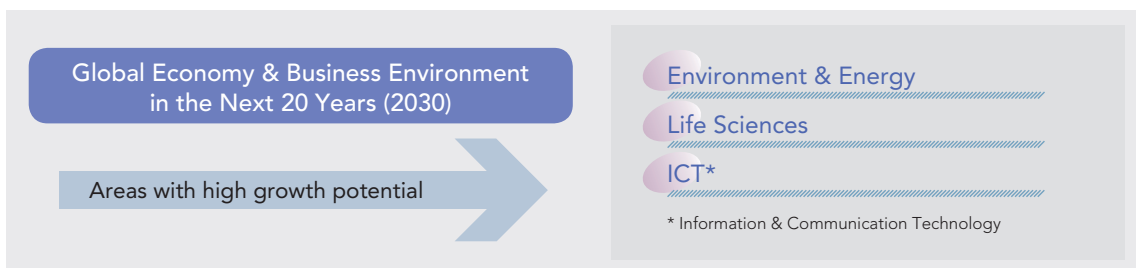 Global Economy & Business Environment
in the Next 20 Years (2030)
Areas with high growth potential
Environment & Energy
Life Sciences
ICT*
* Information & Communication Technology